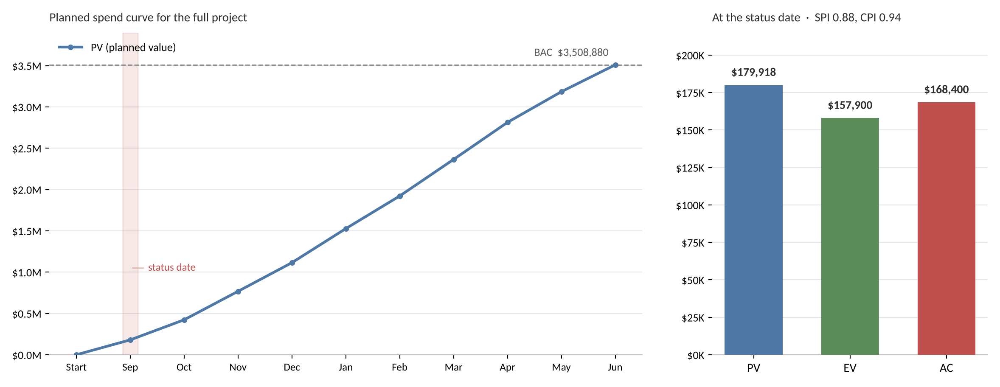 Planned spend curve for the full project
PV (planned value)
BAC $3,508,880
$3.5M
$3.0M
$2.5M
$2.0M
$1.5M
$1.0M
$0.5M
$0.0M
status date
Start Sep Oct Nov Dec Jan Feb Mar Apr May Jun
At the status date · SPI 0.88, CPI 0.94
$200K
$175K
$150K
$125K
$100K
$75K
$50K
$25K
$0K
$179,918
$157,900
$168,400
PV EV AC